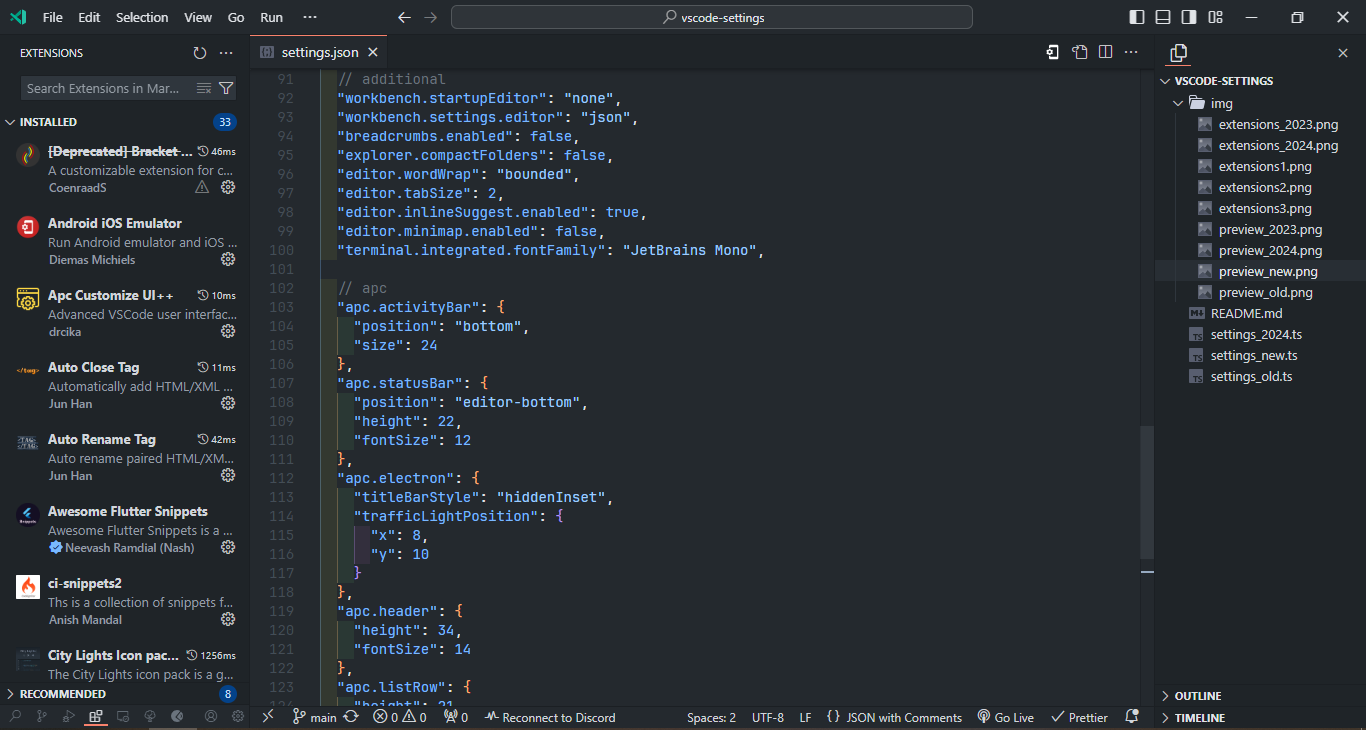 File Edit Selection View Go Run ···
vscode-settings
EXTENSIONS
Search Extensions in Mar...
INSTALLED 33
[Deprecated] Bracket ... 46ms
A customizable extension for c...
CoenraadS
Android iOS Emulator
Run Android emulator and iOS ...
Diemas Michiels
Apc Customize UI++ 10ms
Advanced VSCode user interfac...
drcika
Auto Close Tag 11ms
Automatically add HTML/XML ...
Jun Han
Auto Rename Tag 42ms
Auto rename paired HTML/XM...
Jun Han
Awesome Flutter Snippets
Awesome Flutter Snippets is a ...
Neevash Ramdial (Nash)
ci-snippets2
Ths is a collection of snippets f...
Anish Mandal
City Lights Icon pac... 1256ms
The City Lights icon pack is a g...
RECOMMENDED 8
settings.json
91 // additional
92 "workbench.startupEditor": "none",
93 "workbench.settings.editor": "json",
94 "breadcrumbs.enabled": false,
95 "explorer.compactFolders": false,
96 "editor.wordWrap": "bounded",
97 "editor.tabSize": 2,
98 "editor.inlineSuggest.enabled": true,
99 "editor.minimap.enabled": false,
100 "terminal.integrated.fontFamily": "JetBrains Mono",
101
102 // apc
103 "apc.activityBar": {
104 "position": "bottom",
105 "size": 24
106 },
107 "apc.statusBar": {
108 "position": "editor-bottom",
109 "height": 22,
110 "fontSize": 12
111 },
112 "apc.electron": {
113 "titleBarStyle": "hiddenInset",
114 "trafficLightPosition": {
115 "x": 8,
116 "y": 10
117 }
118 },
119 "apc.header": {
120 "height": 34,
121 "fontSize": 14
122 },
123 "apc.listRow": {
124 "height": 21,
main 0 0 0 Reconnect to Discord Spaces: 2 UTF-8 LF {} JSON with Comments Go Live Prettier
VSCODE-SETTINGS
img
extensions_2023.png
extensions_2024.png
extensions1.png
extensions2.png
extensions3.png
preview_2023.png
preview_2024.png
preview_new.png
preview_old.png
README.md
settings_2024.ts
settings_new.ts
settings_old.ts
OUTLINE
TIMELINE